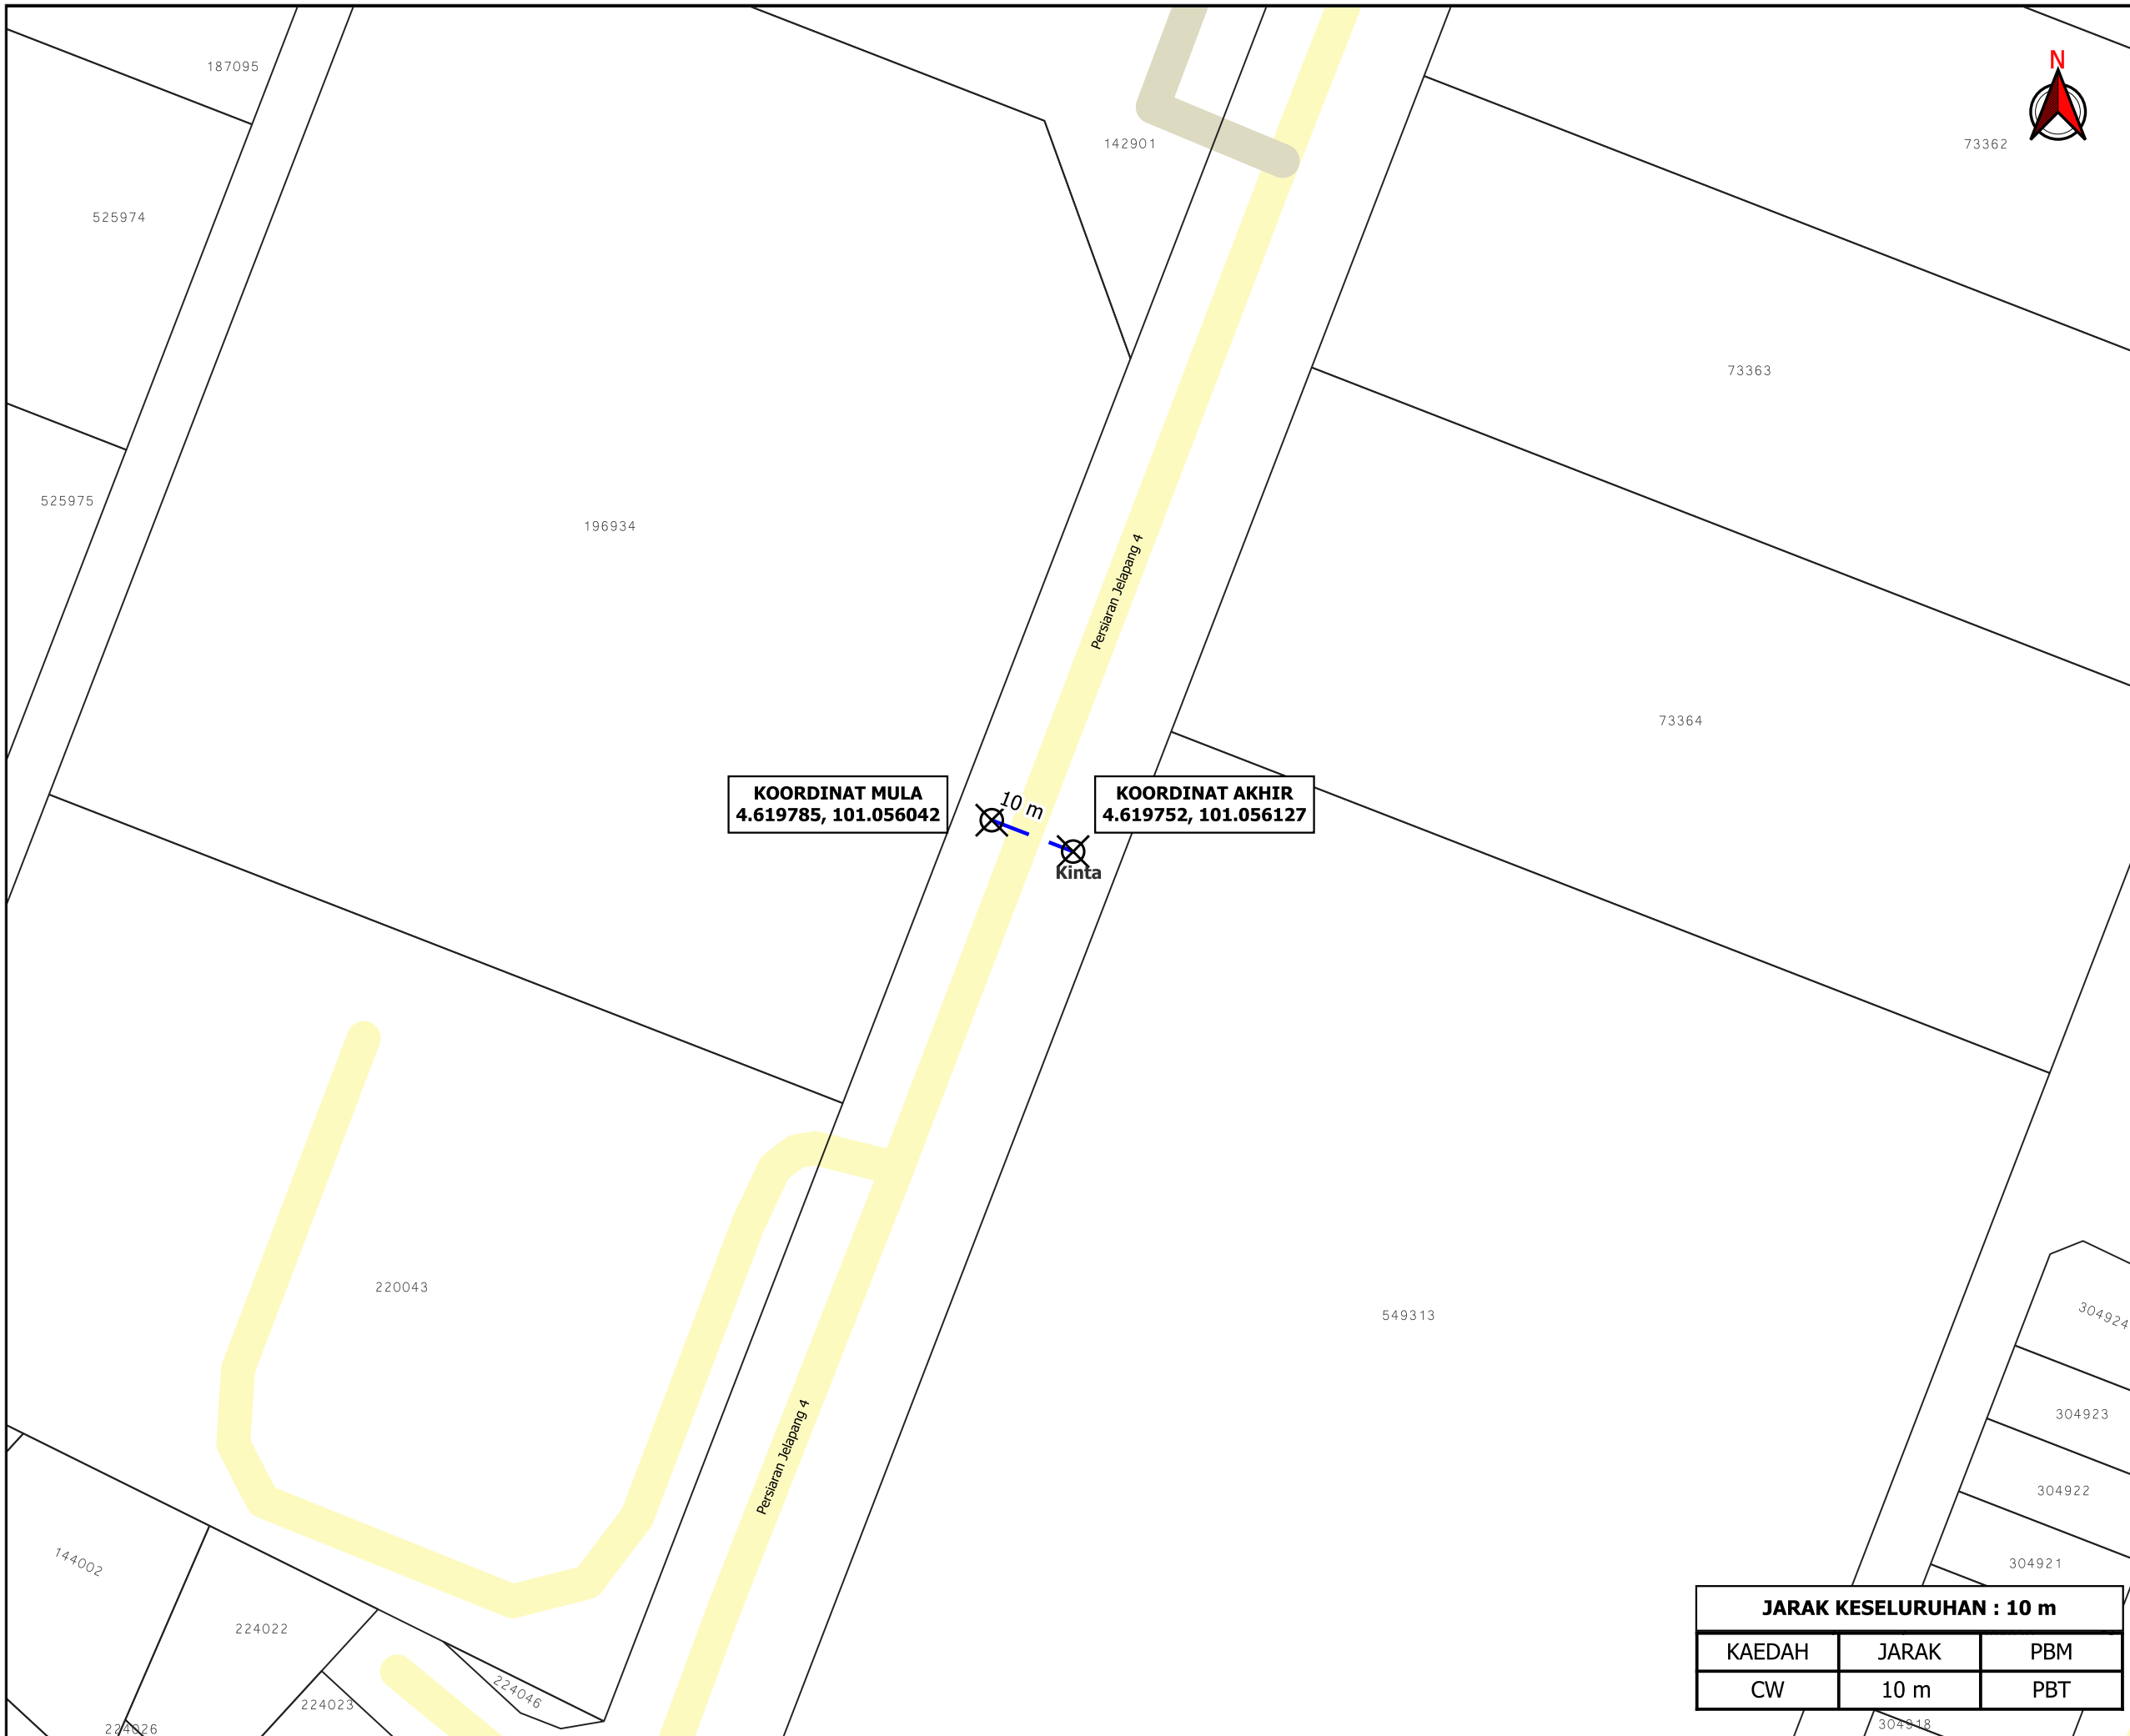 187095
N
142901
73362
525974
73363
525975
196934
Persiaran Jelapang 4
73364
KOORDINAT MULA
4.619785, 101.056042
10 m
KOORDINAT AKHIR
4.619752, 101.056127
Kinta
220043
549313
304924
304923
Persiaran Jelapang 4
304922
144002
304921
JARAK KESELURUHAN : 10 m
224022
KAEDAH JARAK PBM
CW 10 m PBT
224046
224023
304918
224026